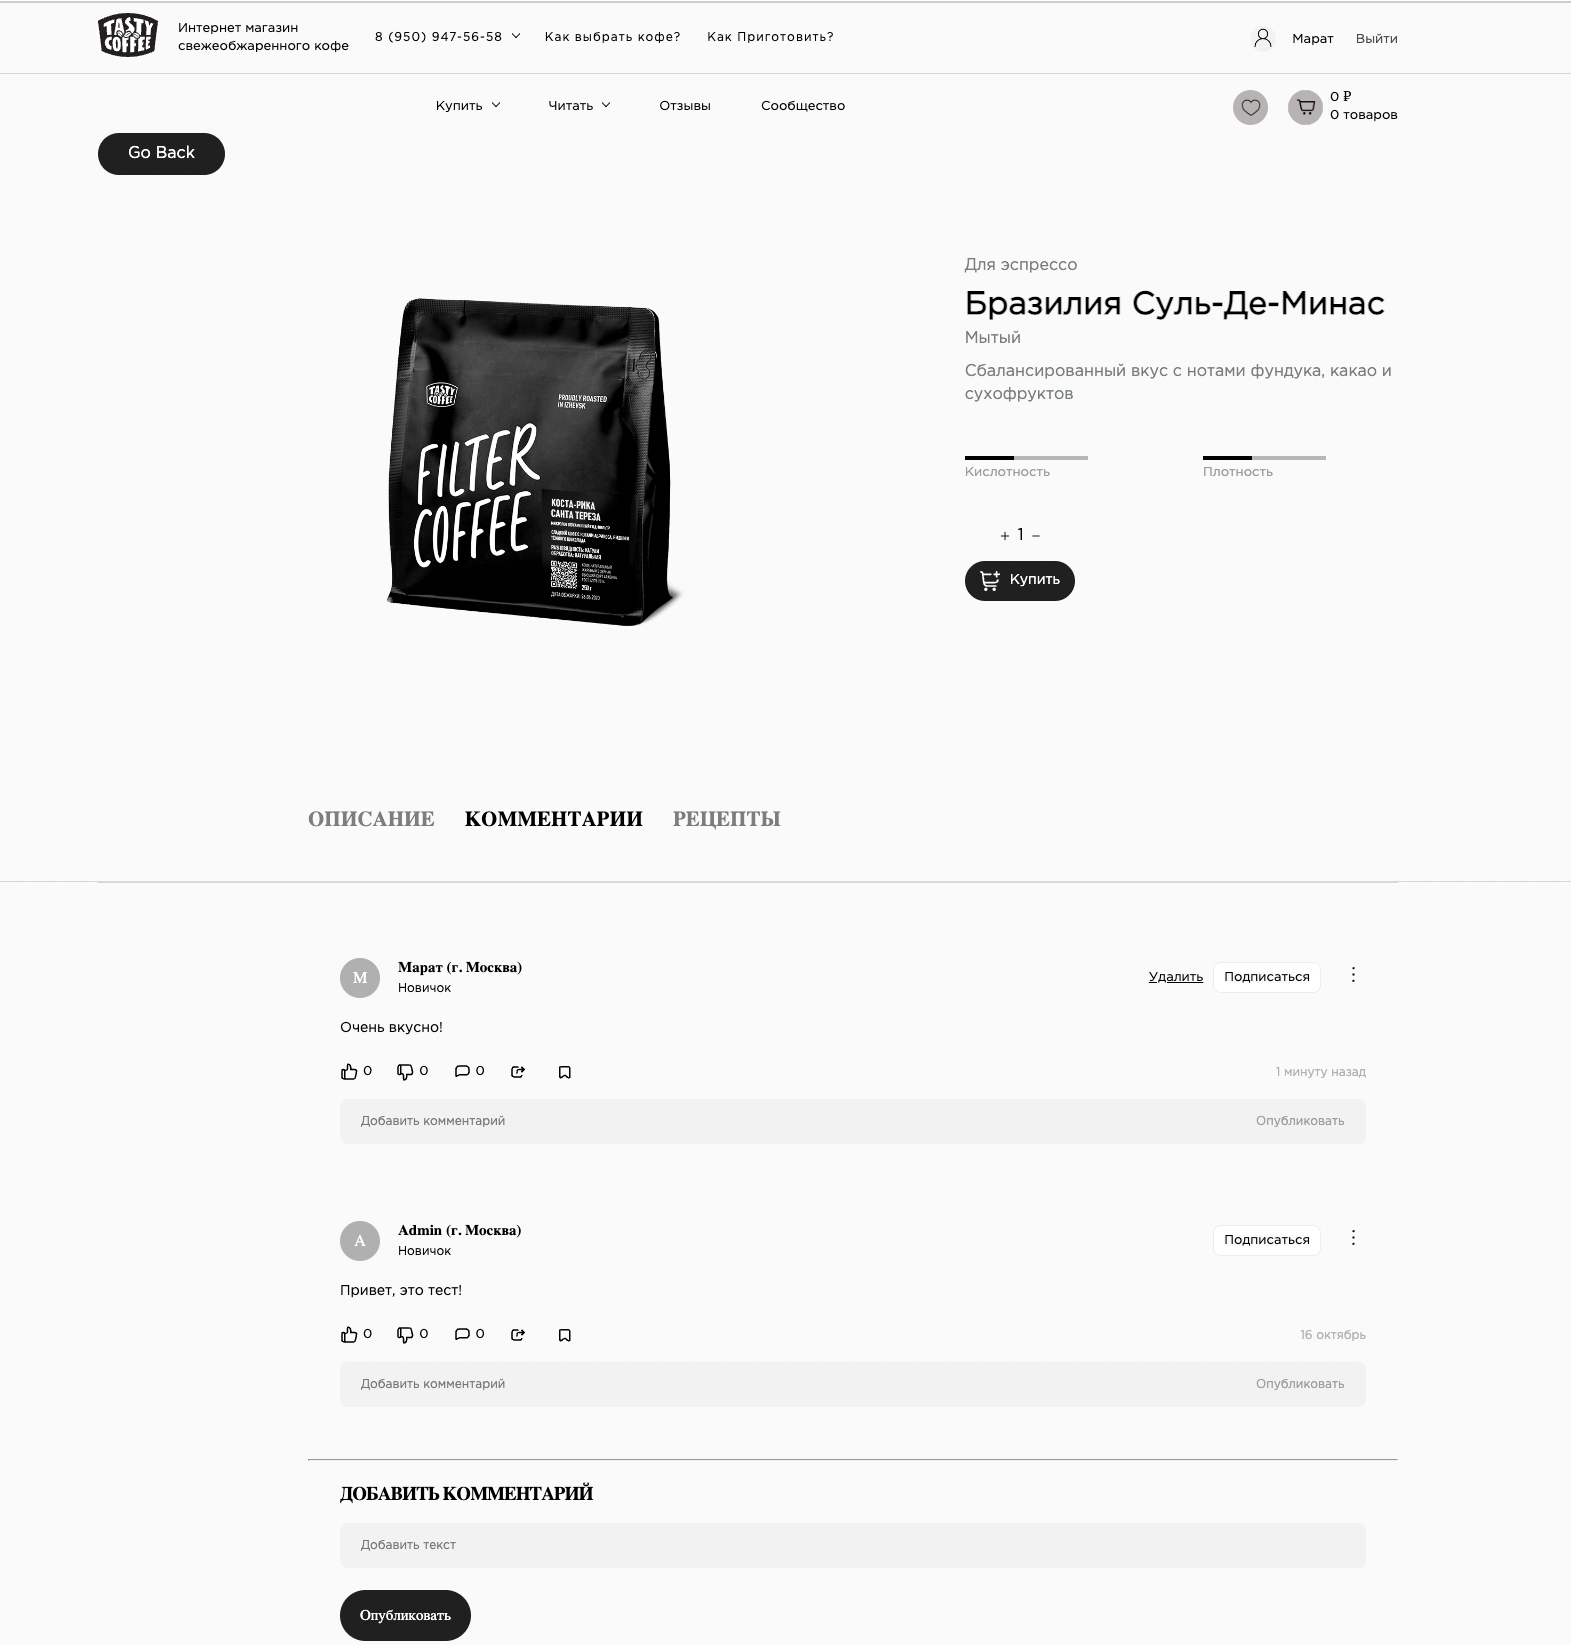 TASTY
COFFEE
Интернет магазин
свежеобжаренного кофе
8 (950) 947-56-58
Как выбрать кофе?
Как Приготовить?
Марат
Выйти
Купить
Читать
Отзывы
Сообщество
0 ₽
0 товаров
Go Back
Для эспрессо
Бразилия Суль-Де-Минас
Мытый
Сбалансированный вкус с нотами фундука, какао и
сухофруктов
Кислотность
Плотность
+ 1 −
Купить
TASTY
COFFEE
PROUDLY ROASTED
IN IZHEVSK
FILTER
COFFEE
КОСТА-РИКА
САНТА ТЕРЕЗА
250 г
ОПИСАНИЕ
КОММЕНТАРИИ
РЕЦЕПТЫ
М
Марат (г. Москва)
Новичок
Удалить
Подписаться
Очень вкусно!
0
0
0
1 минуту назад
Добавить комментарий
Опубликовать
A
Admin (г. Москва)
Новичок
Подписаться
Привет, это тест!
0
0
0
16 октябрь
Добавить комментарий
Опубликовать
ДОБАВИТЬ КОММЕНТАРИЙ
Добавить текст
Опубликовать